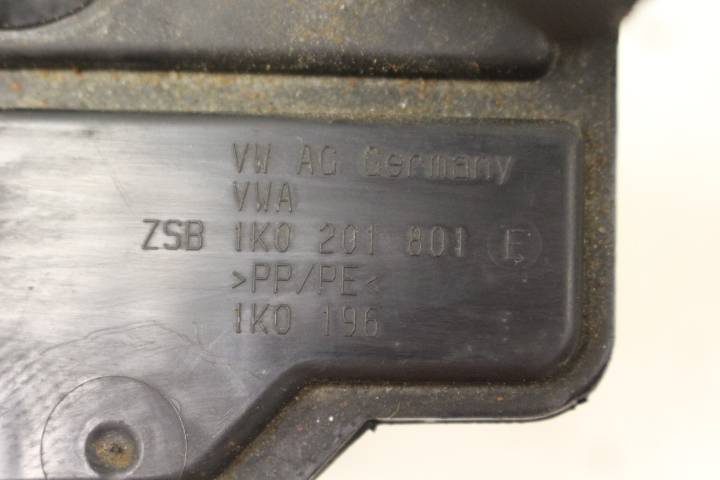 VW AG Germany
VWA
ZSB 1K0 201 801 E
>PP/PE<
1K0 196